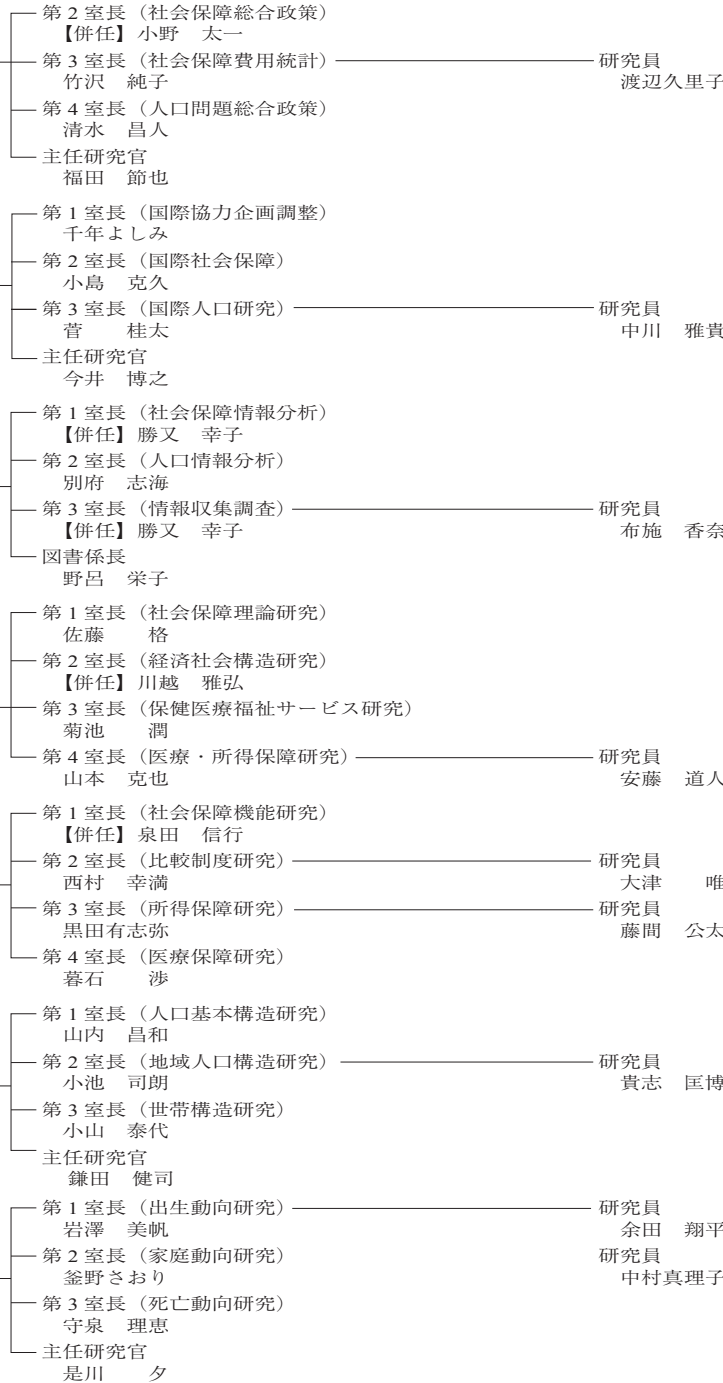 第2室長（社会保障総合政策）
【併任】小野　太一
第3室長（社会保障費用統計）　研究員
竹沢　純子　渡辺久里子
第4室長（人口問題総合政策）
清水　昌人
主任研究官
福田　節也
第1室長（国際協力企画調整）
千年よしみ
第2室長（国際社会保障）
小島　克久
第3室長（国際人口研究）　研究員
菅　　桂太　中川　雅貴
主任研究官
今井　博之
第1室長（社会保障情報分析）
【併任】勝又　幸子
第2室長（人口情報分析）
別府　志海
第3室長（情報収集調査）　研究員
【併任】勝又　幸子　布施　香奈
図書係長
野呂　栄子
第1室長（社会保障理論研究）
佐藤　　格
第2室長（経済社会構造研究）
【併任】川越　雅弘
第3室長（保健医療福祉サービス研究）
菊池　　潤
第4室長（医療・所得保障研究）　研究員
山本　克也　安藤　道人
第1室長（社会保障機能研究）
【併任】泉田　信行
第2室長（比較制度研究）　研究員
西村　幸満　大津　　唯
第3室長（所得保障研究）　研究員
黒田有志弥　藤間　公太
第4室長（医療保障研究）
暮石　　渉
第1室長（人口基本構造研究）
山内　昌和
第2室長（地域人口構造研究）　研究員
小池　司朗　貴志　匡博
第3室長（世帯構造研究）
小山　泰代
主任研究官
鎌田　健司
第1室長（出生動向研究）　研究員
岩澤　美帆　余田　翔平
第2室長（家庭動向研究）　研究員
釜野さおり　中村真理子
第3室長（死亡動向研究）
守泉　理恵
主任研究官
是川　　夕